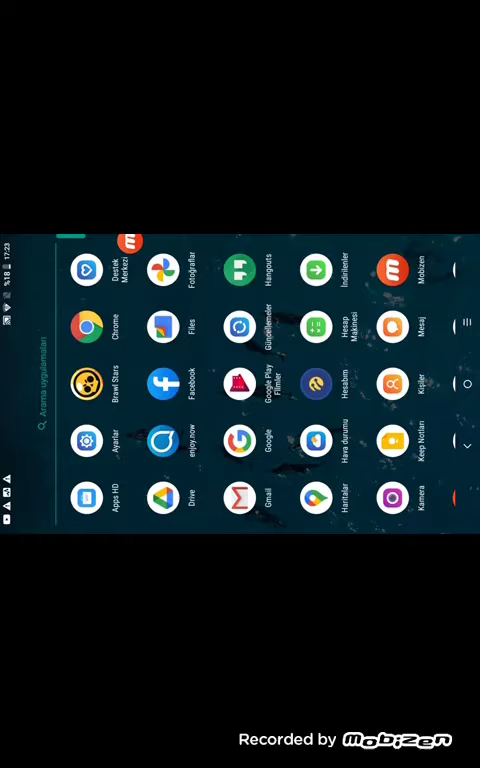 %18 17:23
Arama uygulamaları
Apps HD
Ayarlar
Brawl Stars
Chrome
Destek
Merkezi
Drive
enjoy.now
Facebook
Files
Fotoğraflar
Gmail
Google
Google Play
Filmler
Güncellemeler
Hangouts
Haritalar
Hava durumu
Hesabım
Hesap
Makinesi
İndirilenler
Kamera
Keep Notları
Kişiler
Mesaj
Mobizen
Recorded by Mobizen